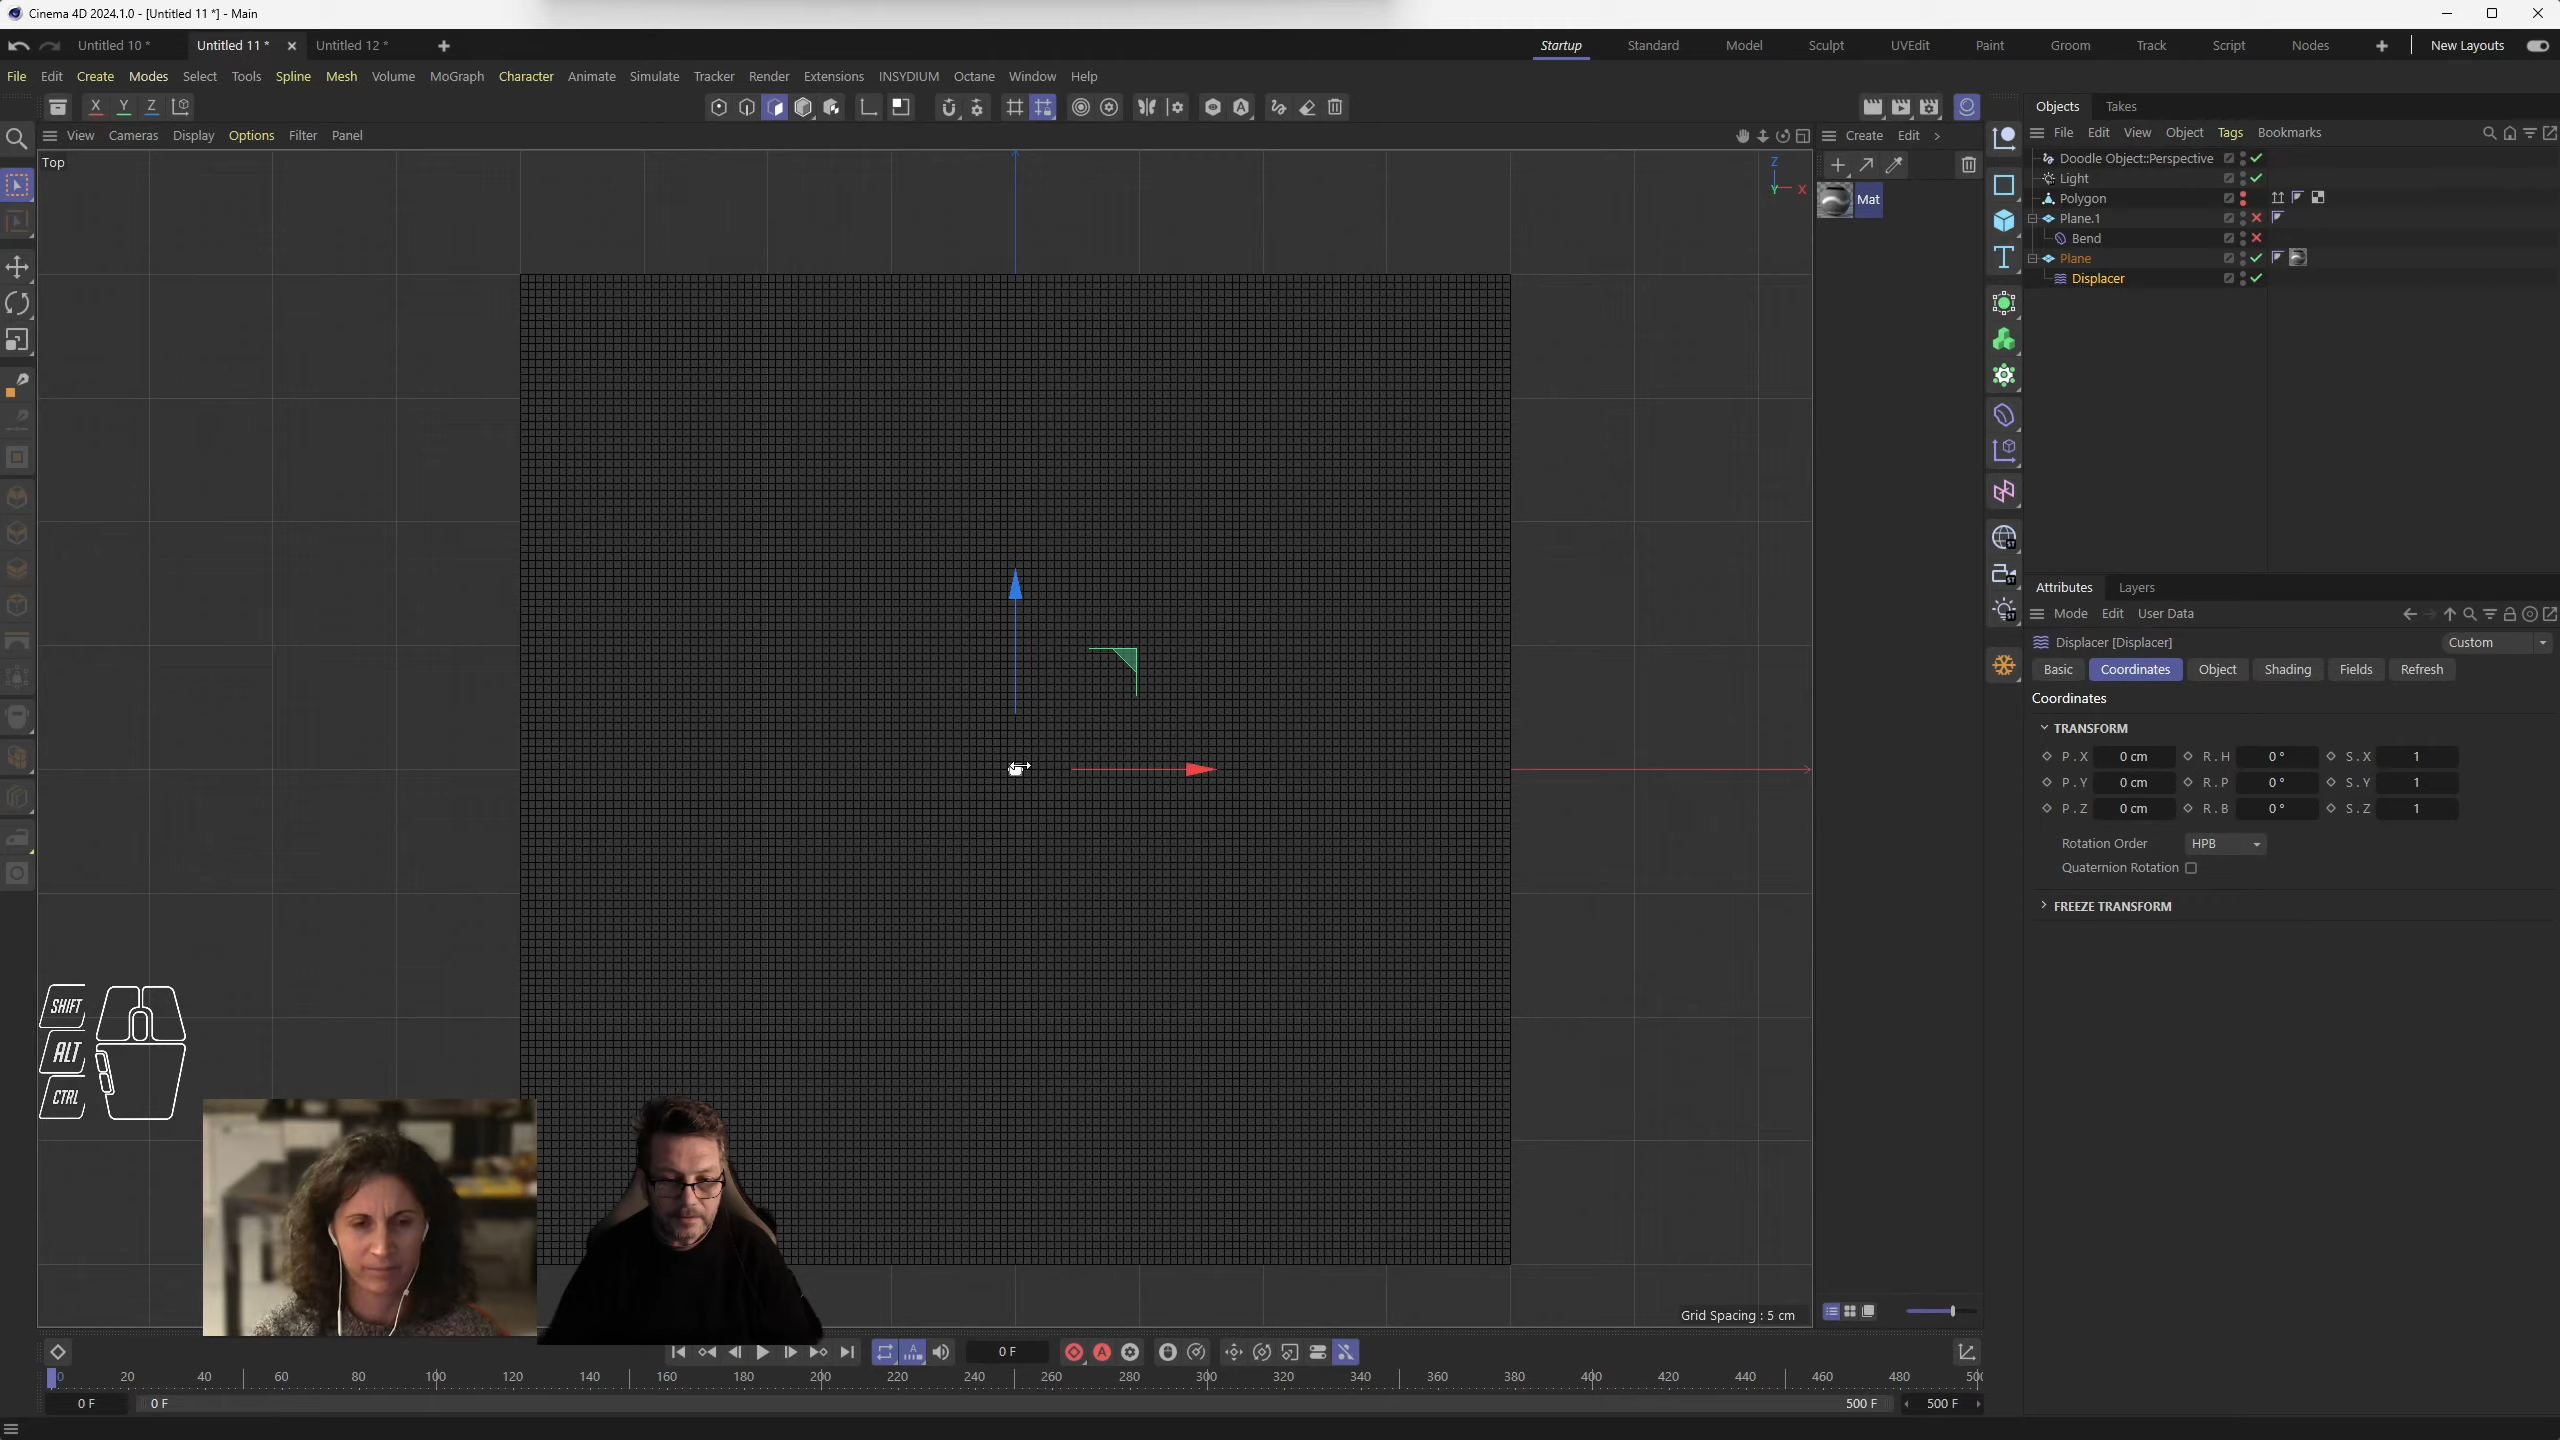 Cinema 4D 2024.1.0 - [Untitled 11 *] - Main
Untitled 10 * Untitled 11 * Untitled 12 *
Startup Standard Model Sculpt UVEdit Paint Groom Track Script Nodes New Layouts
File Edit Create Modes Select Tools Spline Mesh Volume MoGraph Character Animate Simulate Tracker Render Extensions INSYDIUM Octane Window Help
X Y Z
View Cameras Display Options Filter Panel
Create Edit
Top
Z
Y X
Mat
Objects Takes
File Edit View Object Tags Bookmarks
Doodle Object::Perspective
Light
Polygon
Plane.1
Bend
Plane
Displacer
Attributes Layers
Mode Edit User Data
Displacer [Displacer] Custom
Basic Coordinates Object Shading Fields Refresh
Coordinates
TRANSFORM
P . X 0 cm R . H 0 ° S . X 1
P . Y 0 cm R . P 0 ° S . Y 1
P . Z 0 cm R . B 0 ° S . Z 1
Rotation Order HPB
Quaternion Rotation
FREEZE TRANSFORM
SHIFT
ALT
CTRL
Grid Spacing : 5 cm
0 F
0 20 40 60 80 100 120 140 160 180 200 220 240 260 280 300 320 340 360 380 400 420 440 460 480 500
0 F 0 F 500 F 500 F